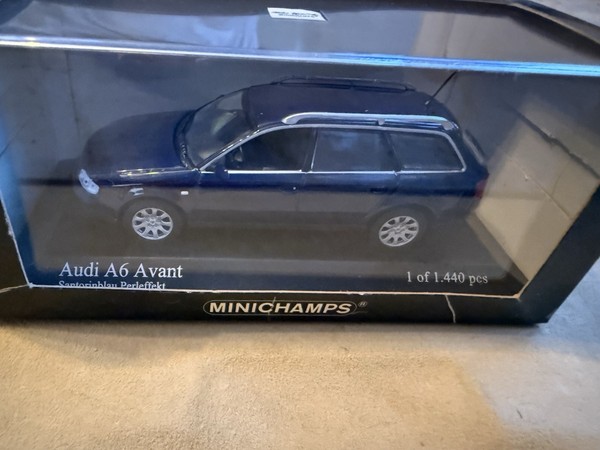 Audi A6 Avant
Santorinblau Perleffekt
1 of 1.440 pcs
MINICHAMPS®